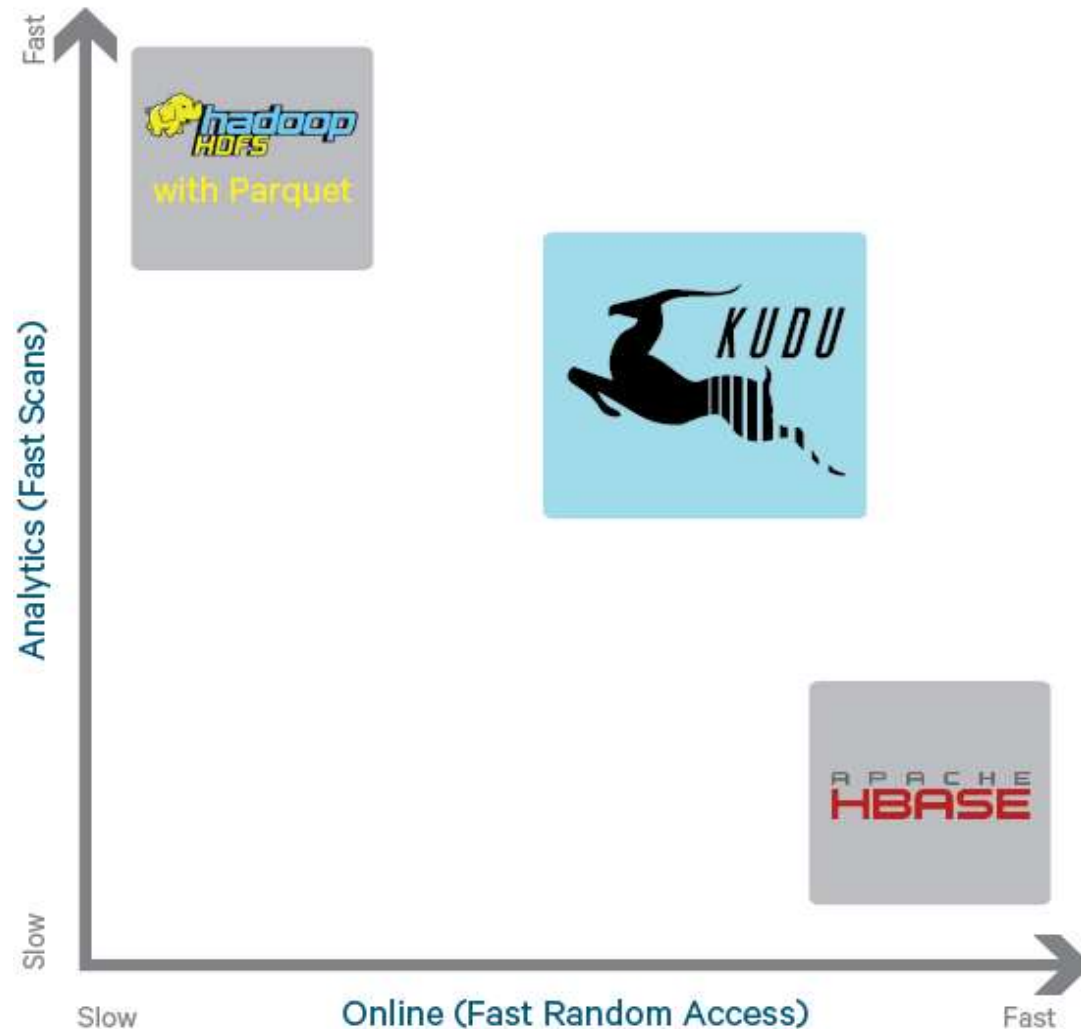 Fast
hadoop
HDFS
with Parquet
KUDU
Analytics (Fast Scans)
APACHE
HBASE
Slow
Slow
Online (Fast Random Access)
Fast